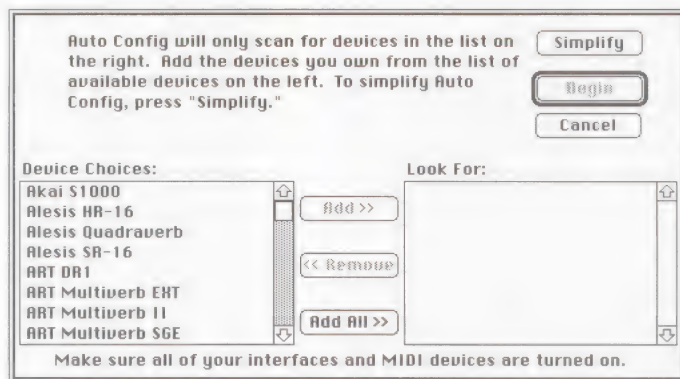 Auto Config will only scan for devices in the list on
the right. Add the devices you own from the list of
available devices on the left. To simplify Auto
Config, press "Simplify."
Simplify
Begin
Cancel
Device Choices:
Look For:
Akai S1000
Alesis HR-16
Alesis Quadraverb
Alesis SR-16
ART DR1
ART Multiverb EXT
ART Multiverb II
ART Multiverb SGE
Add >>
<< Remove
Add All >>
Make sure all of your interfaces and MIDI devices are turned on.